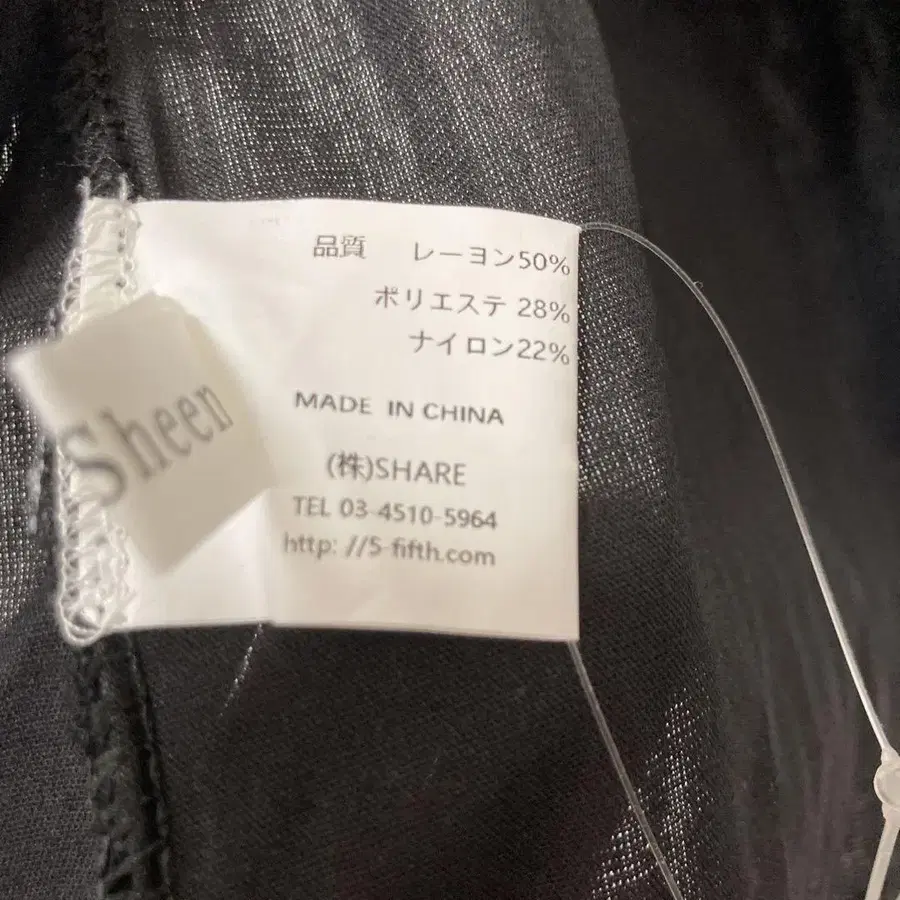 品質 レーヨン50%
ポリエステ 28%
ナイロン22%
MADE IN CHINA
(株)SHARE
TEL 03-4510-5964
http: //5-fifth.com
Sheen